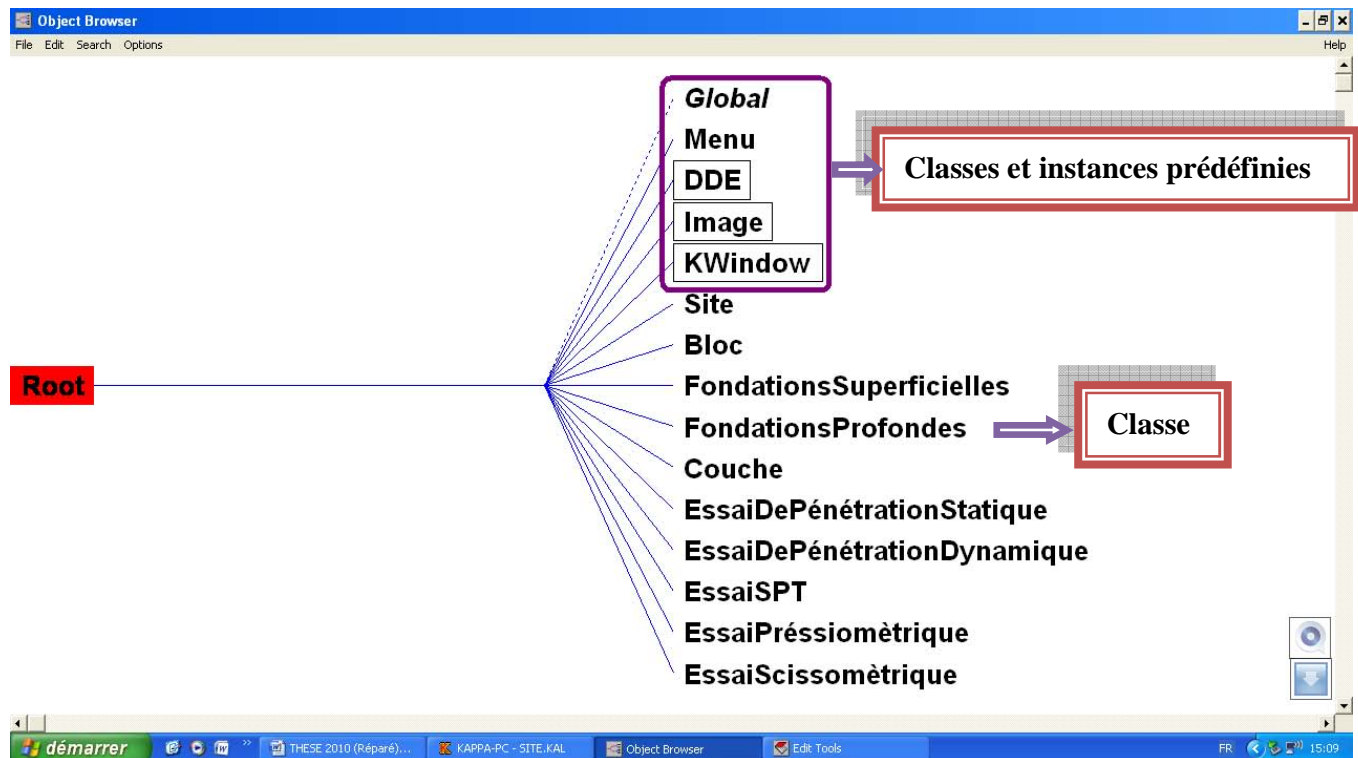 Object Browser
File Edit Search Options Help
Global
Menu
DDE
Image
KWindow
Classes et instances prédéfinies
Site
Bloc
Root
FondationsSuperficielles
FondationsProfondes
Classe
Couche
EssaiDePénétrationStatique
EssaiDePénétrationDynamique
EssaiSPT
EssaiPréssiomètrique
EssaiScissomètrique
démarrer » THESE 2010 (Réparé)... KAPPA-PC - SITE.KAL Object Browser Edit Tools FR 15:09